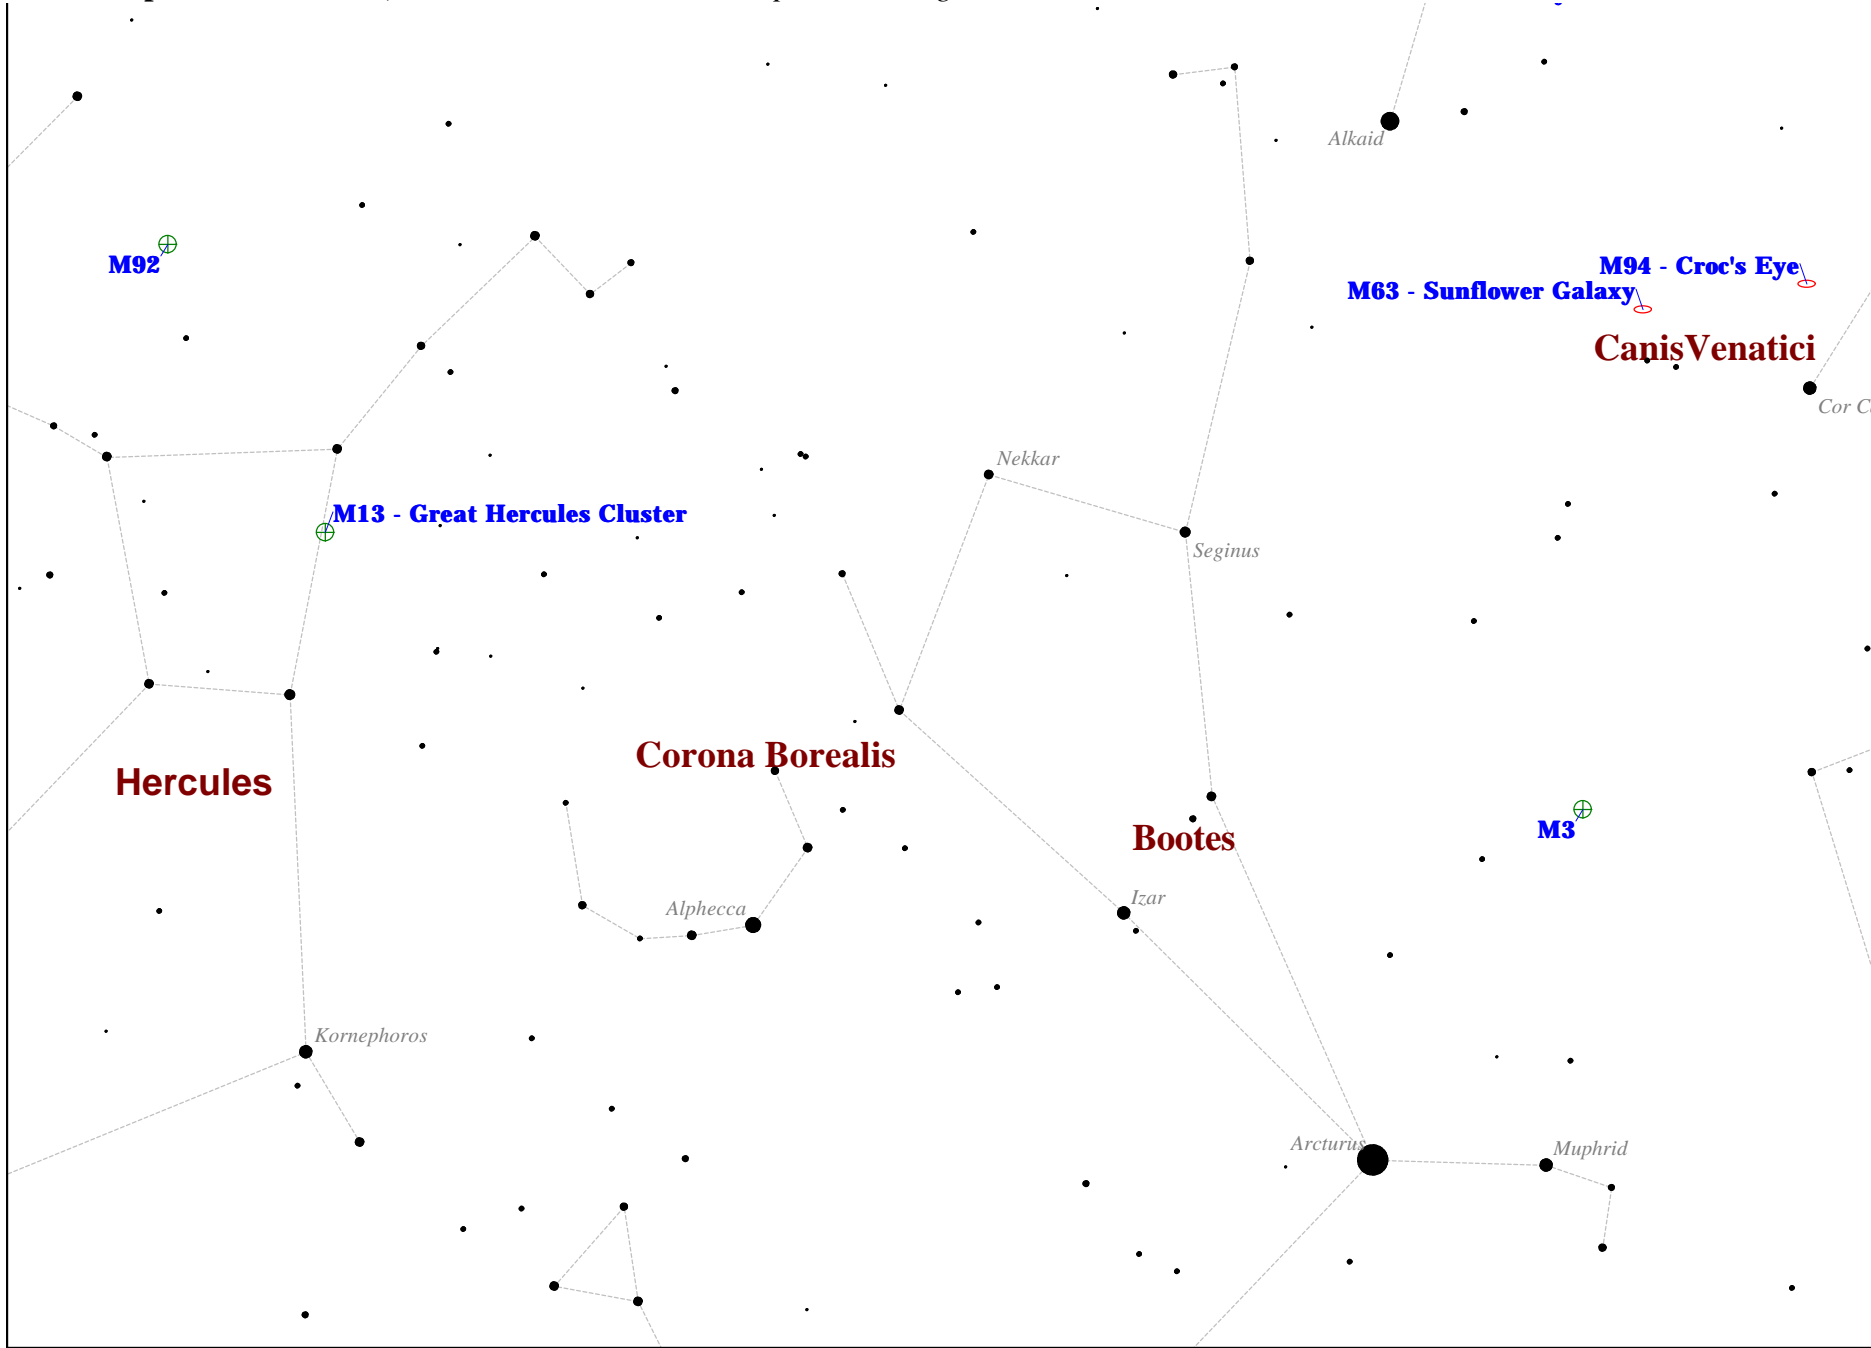 Alkaid
M92
M94 - Croc's Eye
M63 - Sunflower Galaxy
CanisVenatici
Cor C
Nekkar
M13 - Great Hercules Cluster
Seginus
Corona Borealis
Hercules
Bootes
M3
Izar
Alphecca
Kornephoros
Arcturus
Muphrid